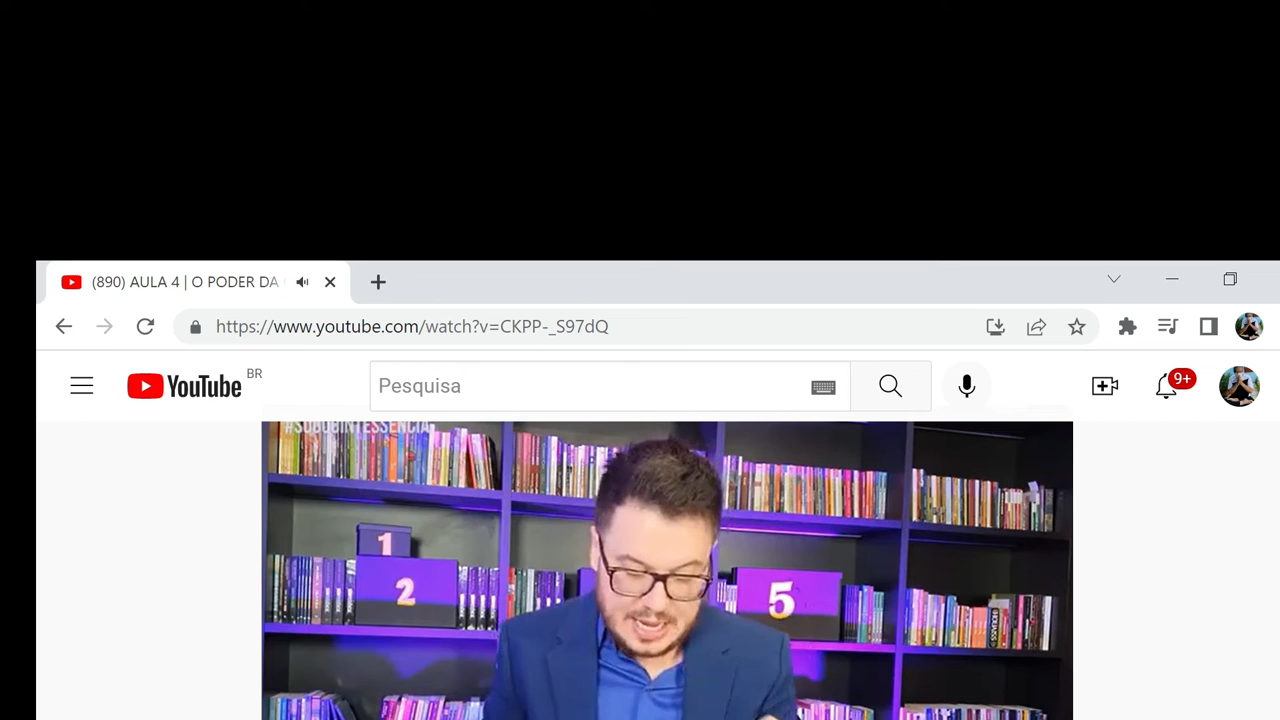 (890) AULA 4 | O PODER DA
https://www.youtube.com/watch?v=CKPP-_S97dQ
YouTube BR
Pesquisa
9+
1
2
5